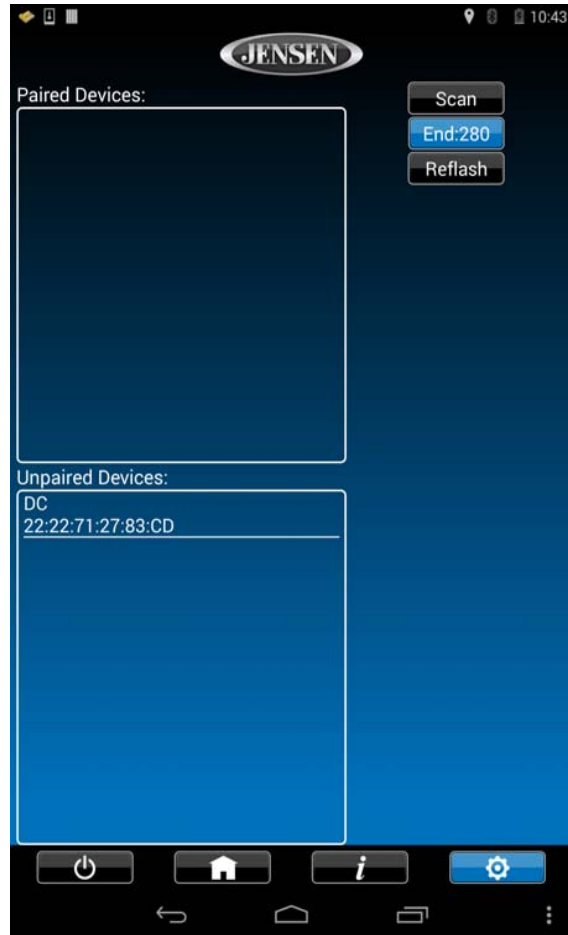 10:43
JENSEN
Paired Devices:
Scan
End:280
Reflash
Unpaired Devices:
DC
22:22:71:27:83:CD
i